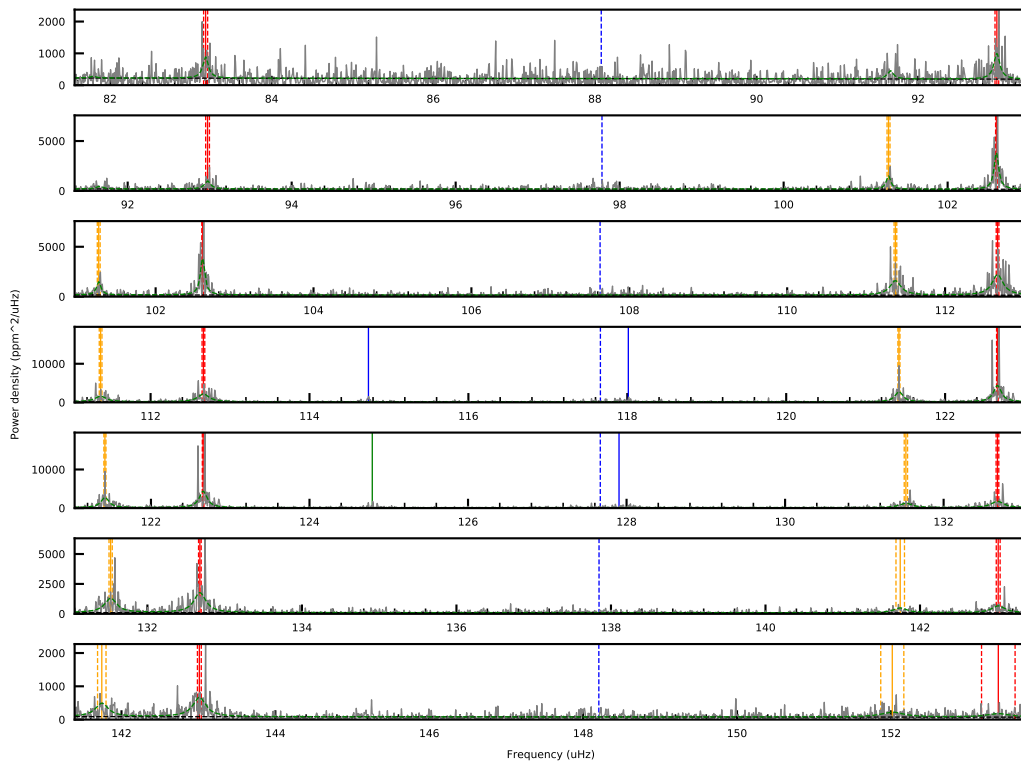 2000
1000
0
82 84 86 88 90 92
5000
0
92 94 96 98 100 102
5000
0
102 104 106 108 110 112
10000
0
112 114 116 118 120 122
10000
0
122 124 126 128 130 132
5000
2500
0
132 134 136 138 140 142
2000
1000
0
142 144 146 148 150 152
Power density (ppm^2/uHz)
Frequency (uHz)